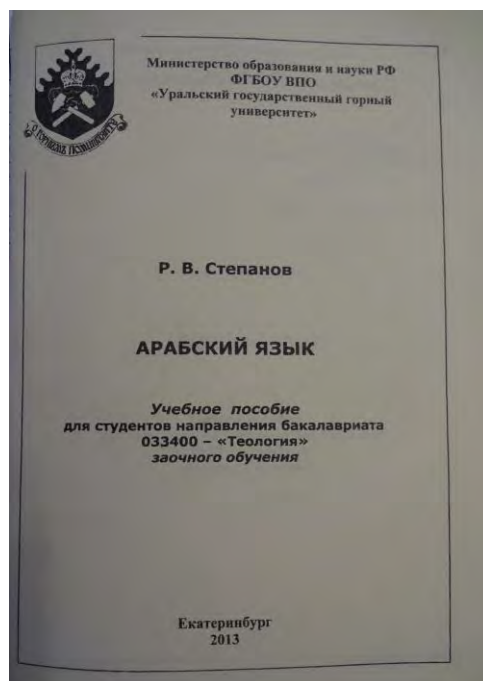 Министерство образования и науки РФ
ФГБОУ ВПО
«Уральский государственный горный
университет»
Р. В. Степанов
АРАБСКИЙ ЯЗЫК
Учебное пособие
для студентов направления бакалавриата
033400 – «Теология»
заочного обучения
Екатеринбург
2013